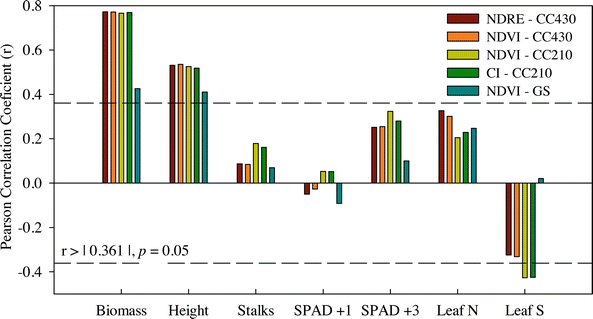 Pearson Correlation Coeficient (r)
0.8
0.6
0.4
0.2
0.0
-0.2
-0.4
NDRE - CC430
NDVI - CC430
NDVI - CC210
CI - CC210
NDVI - GS
r > | 0.361 |, p = 0.05
Biomass Height Stalks SPAD +1 SPAD +3 Leaf N Leaf S